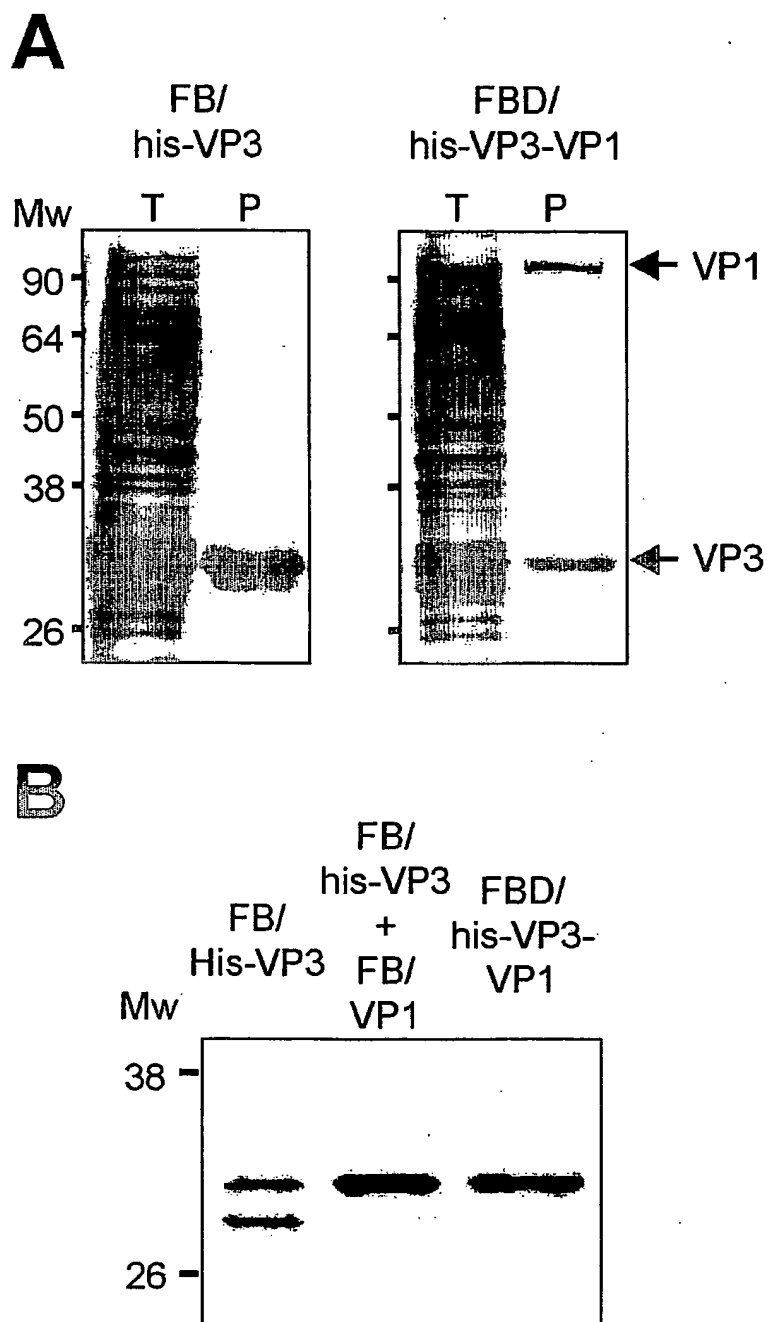 A
FB/
his-VP3
FBD/
his-VP3-VP1
Mw
T
P
T
P
90
64
50
38
26
VP1
VP3
B
FB/
His-VP3
FB/
his-VP3
+
FB/
VP1
FBD/
his-VP3-
VP1
Mw
38
26